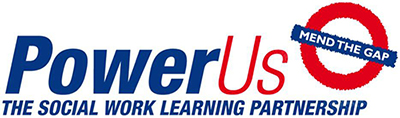 MEND THE GAP
PowerUs
THE SOCIAL WORK LEARNING PARTNERSHIP